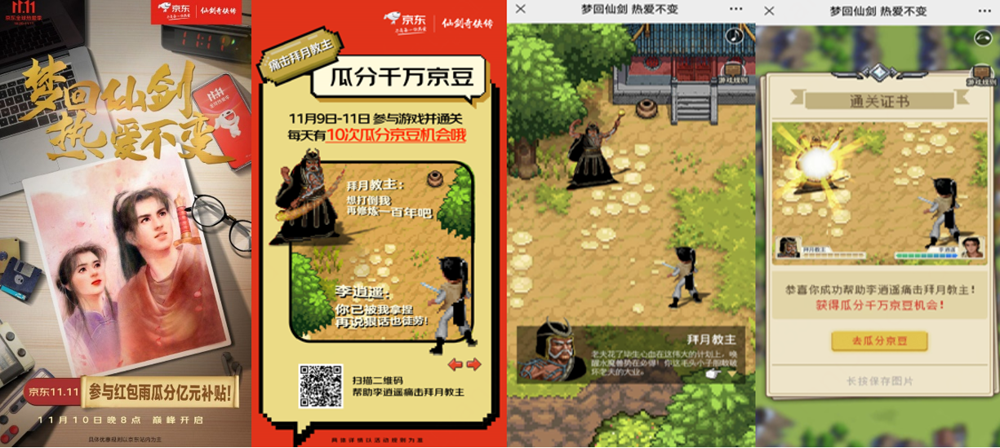 11.11
京东全球热爱季
京东
仙剑奇侠传
梦回仙剑
热爱不变
京东11.11
参与红包雨瓜分亿元补贴!
11月10日晚8点 巅峰开启
具体优惠规则以京东站内为主
京东
仙剑奇侠传
痛击拜月教主
瓜分千万京豆
11月9日-11日 参与游戏并通关
每天有10次瓜分京豆机会哦
拜月教主:
想打倒我
再修炼一百年吧
李逍遥:
你已被我拿捏
再说狠话也徒劳!
扫描二维码
帮助李逍遥痛击拜月教主
具体详情以活动规则为准
梦回仙剑 热爱不变
游戏规则
拜月教主
老夫花了毕生心血在这伟大的计划上,唤
醒水魔兽势在必得!你这毛头小子胆敢破
坏老夫的大业。
梦回仙剑 热爱不变
游戏规则
通关证书
拜月教主
李逍遥
恭喜你成功帮助李逍遥痛击拜月教主!
获得瓜分千万京豆机会!
去瓜分京豆
长按保存图片